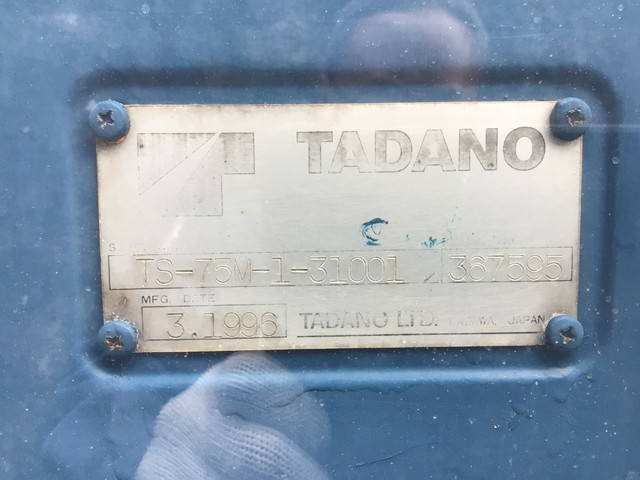 TADANO
S
TS-75M-1-31001 367595
MFG. DATE
3.1996 TADANO LTD. JAPAN